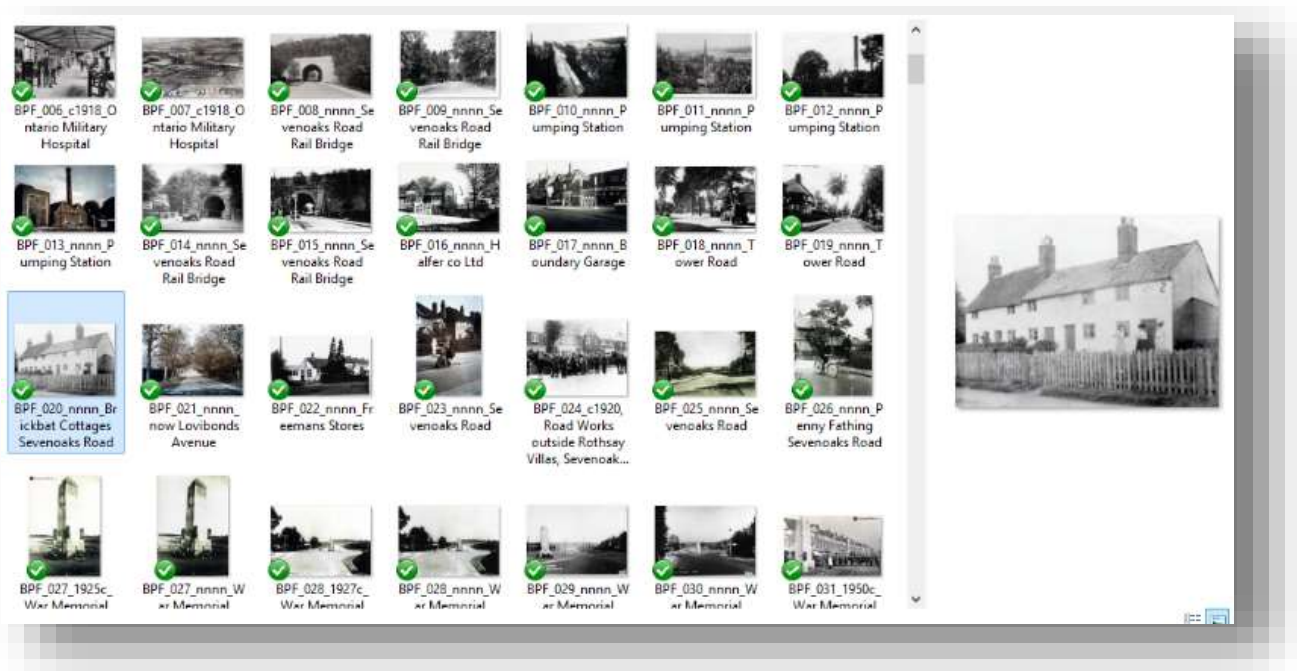 BPF_006_c1918_O
ntario Military
Hospital
BPF_007_c1918_O
ntario Military
Hospital
BPF_008_nnnn_Se
venoaks Road
Rail Bridge
BPF_009_nnnn_Se
venoaks Road
Rail Bridge
BPF_010_nnnn_P
umping Station
BPF_011_nnnn_P
umping Station
BPF_012_nnnn_P
umping Station
BPF_013_nnnn_P
umping Station
BPF_014_nnnn_Se
venoaks Road
Rail Bridge
BPF_015_nnnn_Se
venoaks Road
Rail Bridge
BPF_016_nnnn_H
alfer co Ltd
BPF_017_nnnn_B
oundary Garage
BPF_018_nnnn_T
ower Road
BPF_019_nnnn_T
ower Road
BPF_020_nnnn_Br
ickbat Cottages
Sevenoaks Road
BPF_021_nnnn_
now Lovibonds
Avenue
BPF_022_nnnn_Fr
eemans Stores
BPF_023_nnnn_Se
venoaks Road
BPF_024_c1920,
Road Works
outside Rothsay
Villas, Sevenoak...
BPF_025_nnnn_Se
venoaks Road
BPF_026_nnnn_P
enny Fathing
Sevenoaks Road
BPF_027_1925c_
War Memorial
BPF_027_nnnn_W
ar Memorial
BPF_028_1927c_
War Memorial
BPF_028_nnnn_W
ar Memorial
BPF_029_nnnn_W
ar Memorial
BPF_030_nnnn_W
ar Memorial
BPF_031_1950c_
War Memorial